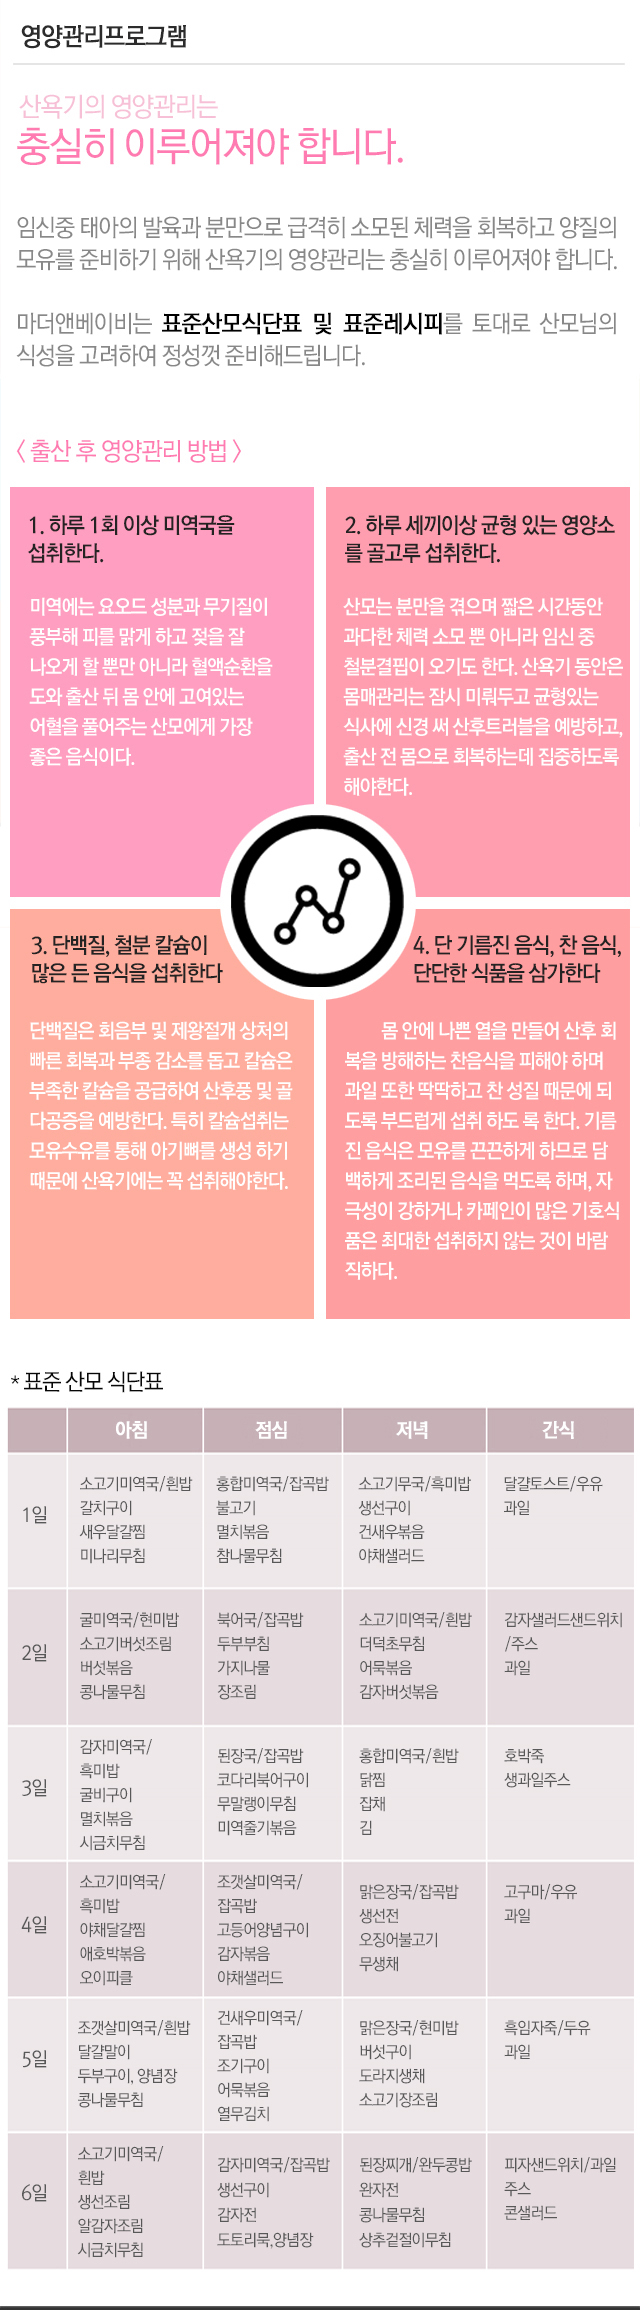 영양관리프로그램
산욕기의 영양관리는
충실히 이루어져야 합니다.
임신중 태아의 발육과 분만으로 급격히 소모된 체력을 회복하고 양질의
모유를 준비하기 위해 산욕기의 영양관리는 충실히 이루어져야 합니다.
마더앤베이비는 표준산모식단표 및 표준레시피를 토대로 산모님의
식성을 고려하여 정성껏 준비해드립니다.
〈 출산 후 영양관리 방법 〉
1. 하루 1회 이상 미역국을
섭취한다.
미역에는 요오드 성분과 무기질이
풍부해 피를 맑게 하고 젖을 잘
나오게 할 뿐만 아니라 혈액순환을
도와 출산 뒤 몸 안에 고여있는
어혈을 풀어주는 산모에게 가장
좋은 음식이다.
2. 하루 세끼이상 균형 있는 영양소
를 골고루 섭취한다.
산모는 분만을 겪으며 짧은 시간동안
과다한 체력 소모 뿐 아니라 임신 중
철분결핍이 오기도 한다. 산욕기 동안은
몸매관리는 잠시 미뤄두고 균형있는
식사에 신경 써 산후트러블을 예방하고,
출산 전 몸으로 회복하는데 집중하도록
해야한다.
3. 단백질, 철분 칼슘이
많은 든 음식을 섭취한다
단백질은 회음부 및 제왕절개 상처의
빠른 회복과 부종 감소를 돕고 칼슘은
부족한 칼슘을 공급하여 산후풍 및 골
다공증을 예방한다. 특히 칼슘섭취는
모유수유를 통해 아기뼈를 생성 하기
때문에 산욕기에는 꼭 섭취해야한다.
4. 단 기름진 음식, 찬 음식,
단단한 식품을 삼가한다
몸 안에 나쁜 열을 만들어 산후 회
복을 방해하는 찬음식을 피해야 하며
과일 또한 딱딱하고 찬 성질 때문에 되
도록 부드럽게 섭취 하도 록 한다. 기름
진 음식은 모유를 끈끈하게 하므로 담
백하게 조리된 음식을 먹도록 하며, 자
극성이 강하거나 카페인이 많은 기호식
품은 최대한 섭취하지 않는 것이 바람
직하다.
* 표준 산모 식단표
아침 점심 저녁 간식
1일
소고기미역국/흰밥
갈치구이
새우달걀찜
미나리무침
홍합미역국/잡곡밥
불고기
멸치볶음
참나물무침
소고기무국/흑미밥
생선구이
건새우볶음
야채샐러드
달걀토스트/우유
과일
2일
굴미역국/현미밥
소고기버섯조림
버섯볶음
콩나물무침
북어국/잡곡밥
두부부침
가지나물
장조림
소고기미역국/흰밥
더덕초무침
어묵볶음
감자버섯볶음
감자샐러드샌드위치
/주스
과일
3일
감자미역국/
흑미밥
굴비구이
멸치볶음
시금치무침
된장국/잡곡밥
코다리북어구이
무말랭이무침
미역줄기볶음
홍합미역국/흰밥
닭찜
잡채
김
호박죽
생과일주스
4일
소고기미역국/
흑미밥
야채달걀찜
애호박볶음
오이피클
조갯살미역국/
잡곡밥
고등어양념구이
감자볶음
야채샐러드
맑은장국/잡곡밥
생선전
오징어불고기
무생채
고구마/우유
과일
5일
조갯살미역국/흰밥
달걀말이
두부구이, 양념장
콩나물무침
건새우미역국/
잡곡밥
조기구이
어묵볶음
열무김치
맑은장국/현미밥
버섯구이
도라지생채
소고기장조림
흑임자죽/두유
과일
6일
소고기미역국/
흰밥
생선조림
알감자조림
시금치무침
감자미역국/잡곡밥
생선구이
감자전
도토리묵,양념장
된장찌개/완두콩밥
완자전
콩나물무침
상추겉절이무침
피자샌드위치/과일
주스
콘샐러드